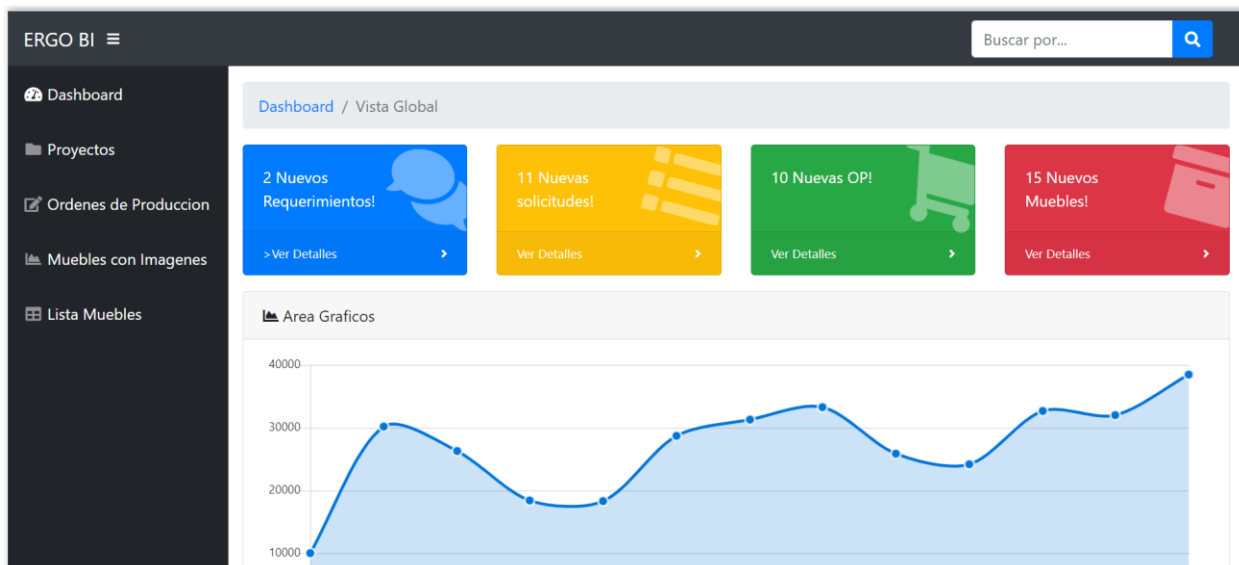 ERGO BI
Buscar por...
Dashboard
Proyectos
Ordenes de Produccion
Muebles con Imagenes
Lista Muebles
Dashboard / Vista Global
2 Nuevos
Requerimientos!
>Ver Detalles
11 Nuevas
solicitudes!
Ver Detalles
10 Nuevas OP!
Ver Detalles
15 Nuevos
Muebles!
Ver Detalles
Area Graficos
40000
30000
20000
10000